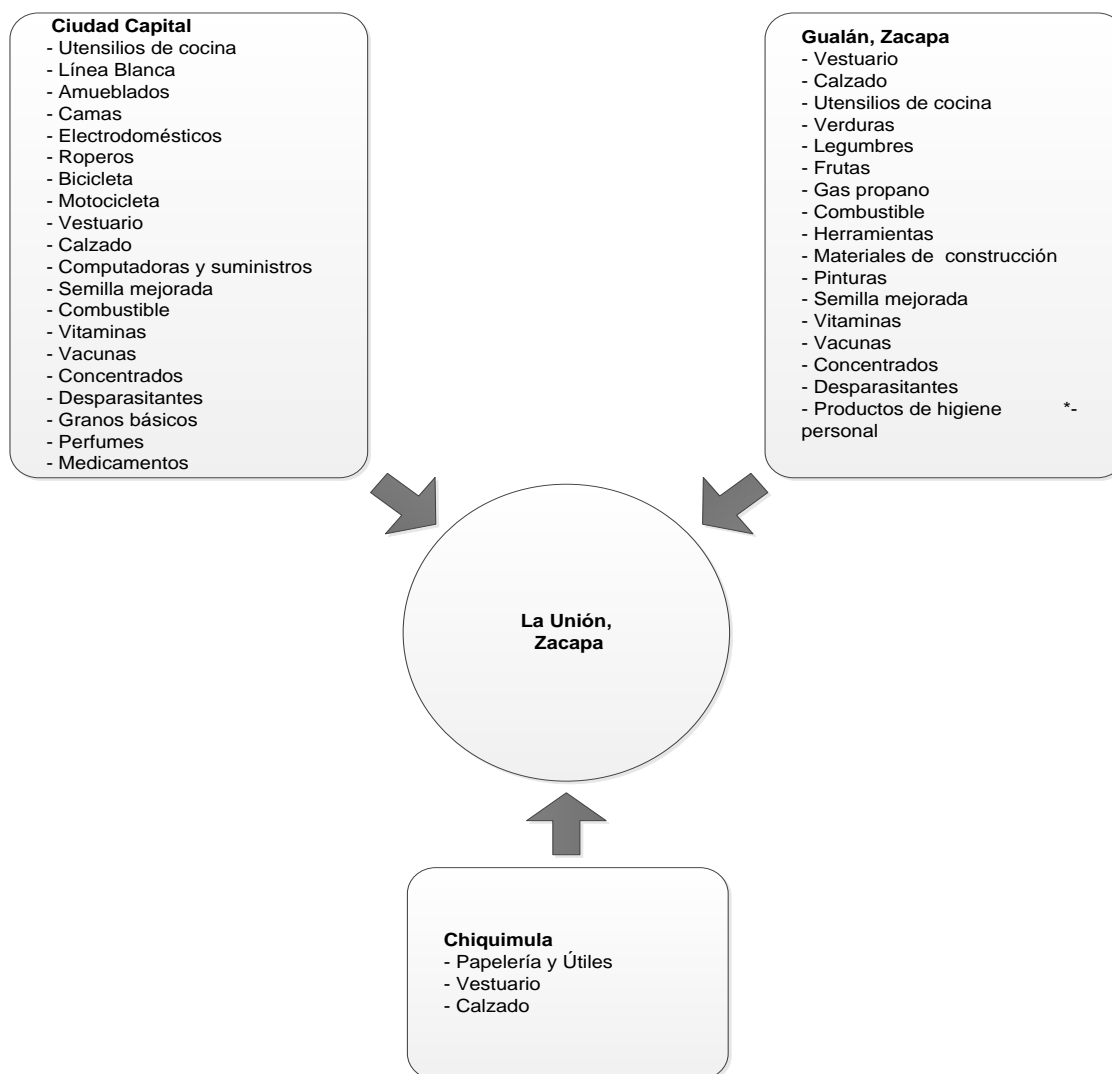 Ciudad Capital
- Utensilios de cocina
- Línea Blanca
- Amueblados
- Camas
- Electrodomésticos
- Roperos
- Bicicleta
- Motocicleta
- Vestuario
- Calzado
- Computadoras y suministros
- Semilla mejorada
- Combustible
- Vitaminas
- Vacunas
- Concentrados
- Desparasitantes
- Granos básicos
- Perfumes
- Medicamentos
Gualán, Zacapa
- Vestuario
- Calzado
- Utensilios de cocina
- Verduras
- Legumbres
- Frutas
- Gas propano
- Combustible
- Herramientas
- Materiales de construcción
- Pinturas
- Semilla mejorada
- Vitaminas
- Vacunas
- Concentrados
- Desparasitantes
- Productos de higiene *-
personal
La Unión,
Zacapa
Chiquimula
- Papelería y Útiles
- Vestuario
- Calzado